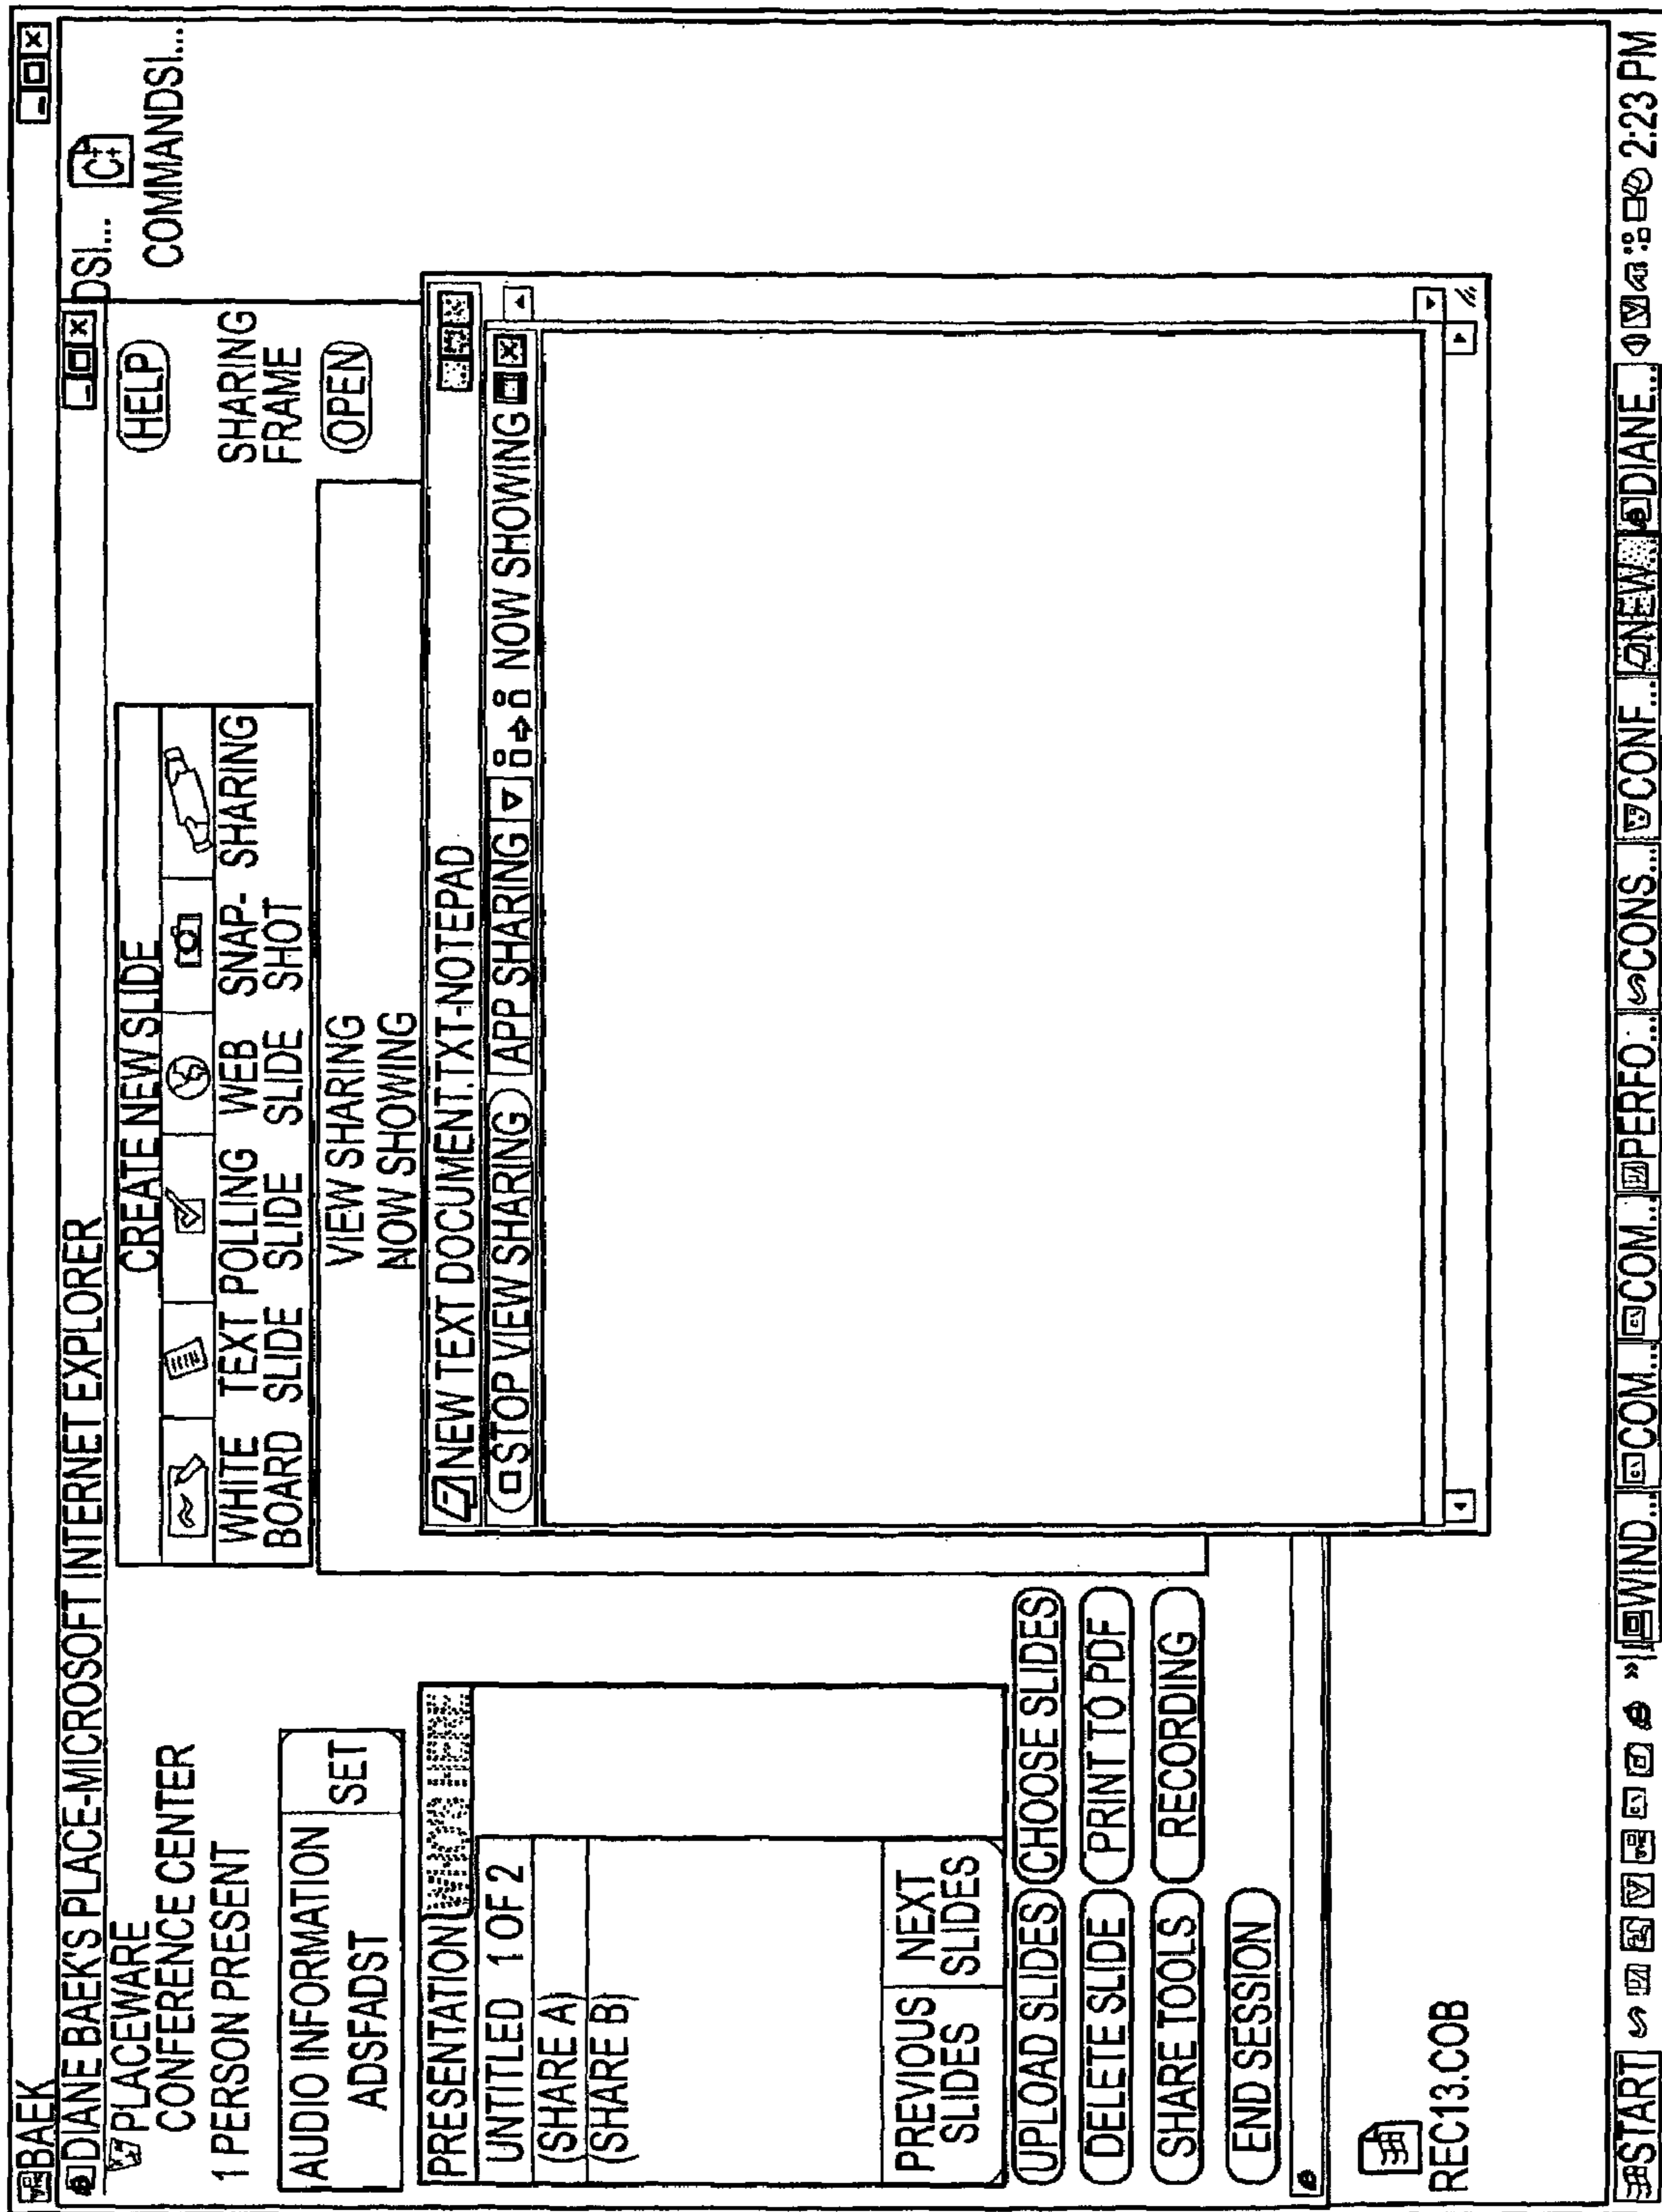 BAEK
DIANE BAEK'S PLACE-MICROSOFT INTERNET EXPLORER
DSI...
C++
COMMANDSI...
PLACEWARE
CONFERENCE CENTER
1 PERSON PRESENT
CREATE NEW SLIDE
HELP
WHITE BOARD
TEXT SLIDE
POLLING SLIDE
WEB SLIDE
SNAP-SHOT
SHARING
SHARING
FRAME
OPEN
AUDIO INFORMATION
SET
ADSFADST
VIEW SHARING
NOW SHOWING
PRESENTATION
UNTITLED 1 OF 2
(SHARE A)
(SHARE B)
PREVIOUS SLIDES
NEXT SLIDES
NEW TEXT DOCUMENT.TXT-NOTEPAD
STOP VIEW SHARING APP SHARING NOW SHOWING
UPLOAD SLIDES CHOOSE SLIDES
DELETE SLIDE PRINT TO PDF
SHARE TOOLS RECORDING
END SESSION
REC13.COB
START » WIND... COM... COM... PERFO... CONS... CONF... NEW... DIANE... 2:23 PM